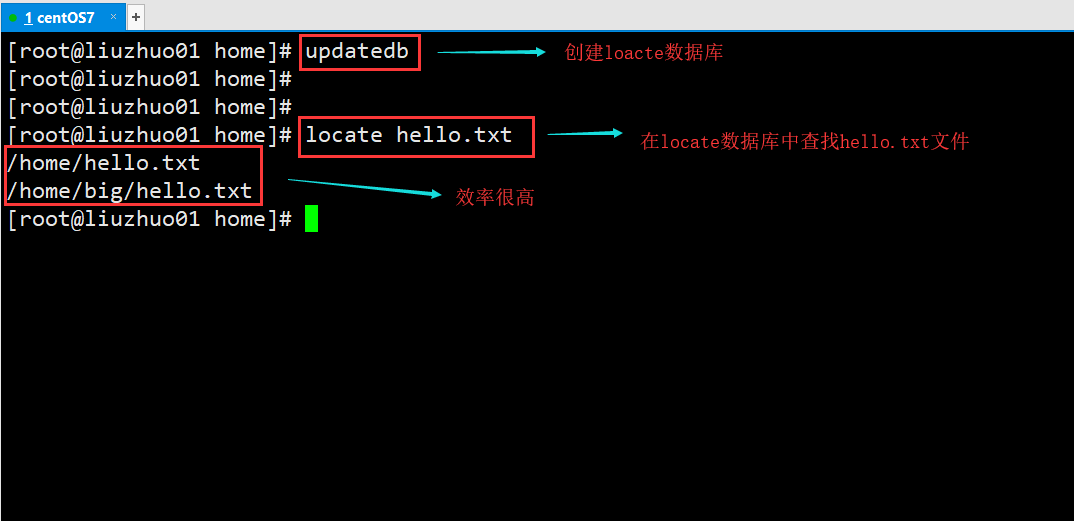 1 centOS7 × +
[root@liuzhuo01 home]# updatedb 创建loacte数据库
[root@liuzhuo01 home]#
[root@liuzhuo01 home]#
[root@liuzhuo01 home]# locate hello.txt 在locate数据库中查找hello.txt文件
/home/hello.txt
/home/big/hello.txt 效率很高
[root@liuzhuo01 home]#